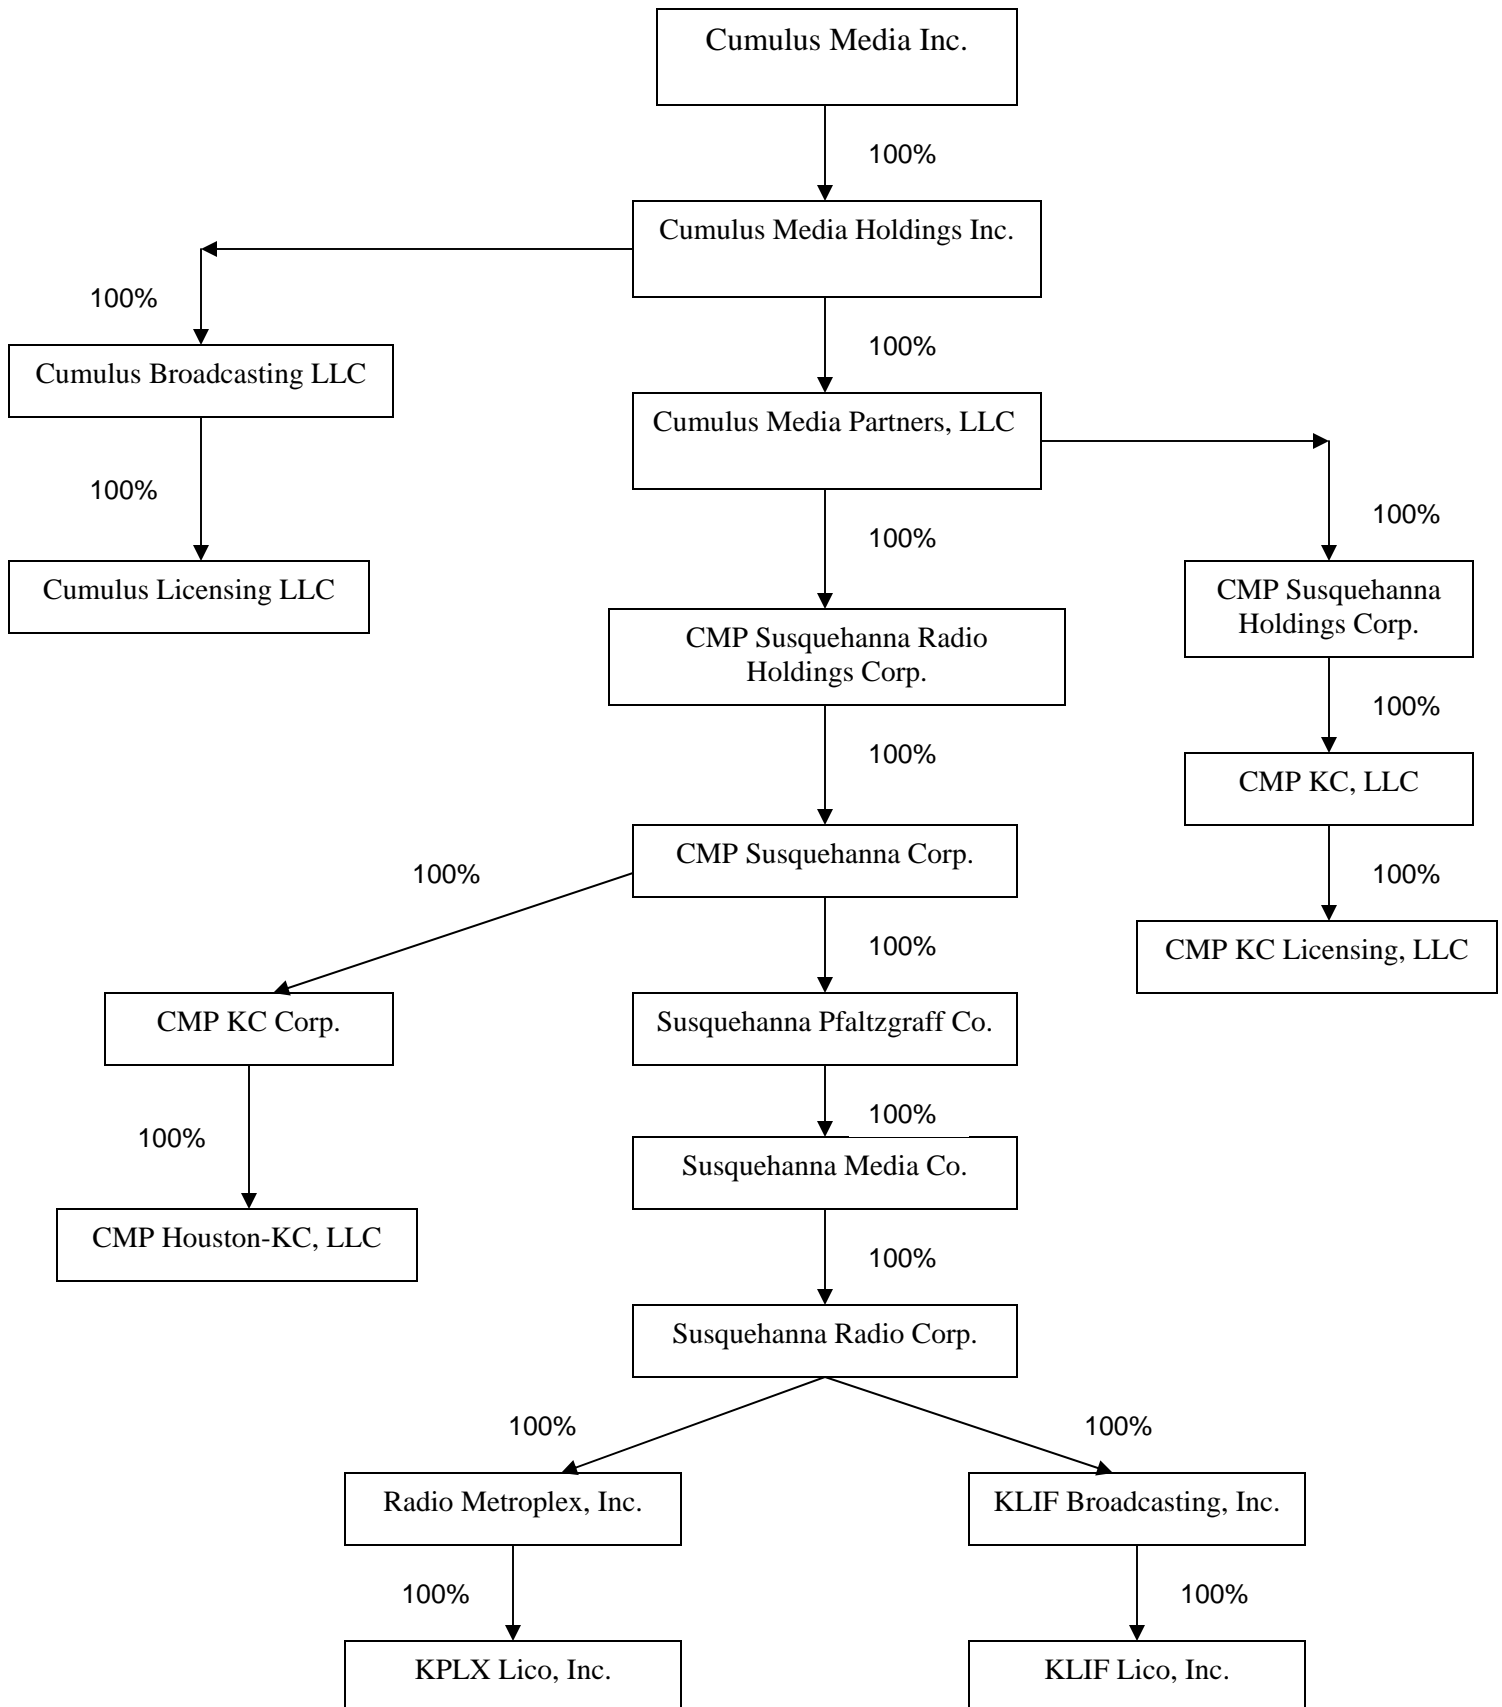 Cumulus Media Inc.
100%
Cumulus Media Holdings Inc.
100%
100%
Cumulus Broadcasting LLC
Cumulus Media Partners, LLC
100%
100%
100%
Cumulus Licensing LLC
CMP Susquehanna
Holdings Corp.
CMP Susquehanna Radio
Holdings Corp.
100%
100%
CMP KC, LLC
CMP Susquehanna Corp.
100%
100%
100%
CMP KC Licensing, LLC
CMP KC Corp.
Susquehanna Pfaltzgraff Co.
100%
100%
Susquehanna Media Co.
CMP Houston-KC, LLC
100%
Susquehanna Radio Corp.
100%
100%
Radio Metroplex, Inc.
KLIF Broadcasting, Inc.
100%
100%
KPLX Lico, Inc.
KLIF Lico, Inc.